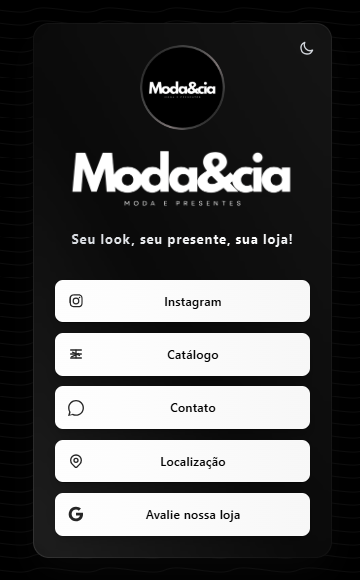 Moda&cia
Moda&cia
MODA E PRESENTES
Seu look, seu presente, sua loja!
Instagram
Catálogo
Contato
Localização
Avalie nossa loja